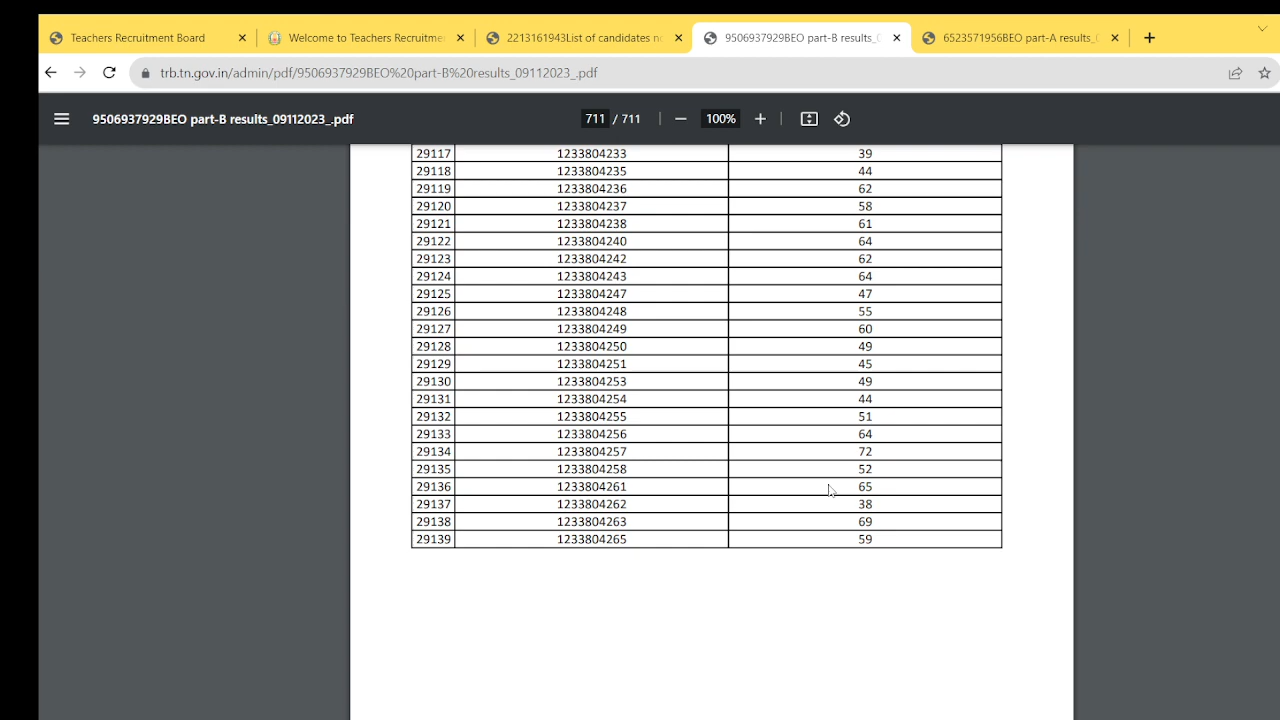 Teachers Recruitment Board
Welcome to Teachers Recruitme
2213161943List of candidates no
9506937929BEO part-B results_0
6523571956BEO part-A results_0
trb.tn.gov.in/admin/pdf/9506937929BEO%20part-B%20results_09112023_.pdf
9506937929BEO part-B results_09112023_.pdf
711 / 711
100%
29117 1233804233 39
29118 1233804235 44
29119 1233804236 62
29120 1233804237 58
29121 1233804238 61
29122 1233804240 64
29123 1233804242 62
29124 1233804243 64
29125 1233804247 47
29126 1233804248 55
29127 1233804249 60
29128 1233804250 49
29129 1233804251 45
29130 1233804253 49
29131 1233804254 44
29132 1233804255 51
29133 1233804256 64
29134 1233804257 72
29135 1233804258 52
29136 1233804261 65
29137 1233804262 38
29138 1233804263 69
29139 1233804265 59